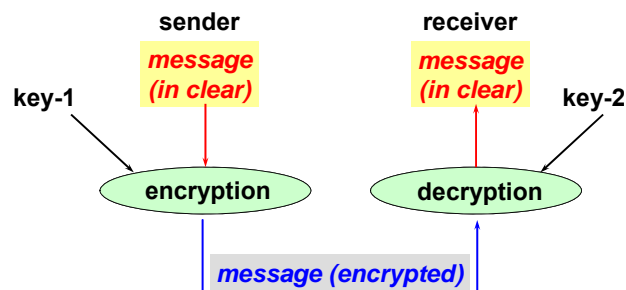 sender
receiver
message
(in clear)
message
(in clear)
key-1
key-2
encryption
decryption
message (encrypted)